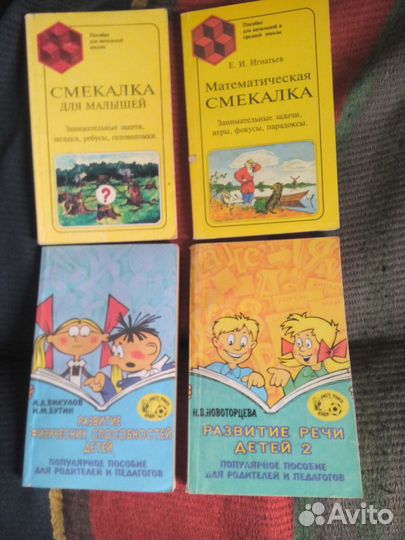 Пособие
для начальной
школы
СМЕКАЛКА
ДЛЯ МАЛЫШЕЙ
Занимательные задачи,
загадки, ребусы, головоломки.
?
Пособие
для начальной и
средней школы
Е. И. Игнатьев
Математическая
СМЕКАЛКА
Занимательные задачи,
игры, фокусы, парадоксы.
А.Д.ВИКУЛОВ
И.М.БУТИН
РАЗВИТИЕ
ФИЗИЧЕСКИХ СПОСОБНОСТЕЙ
ДЕТЕЙ
ПОПУЛЯРНОЕ ПОСОБИЕ
ДЛЯ РОДИТЕЛЕЙ И ПЕДАГОГОВ
Н.В.НОВОТОРЦЕВА
РАЗВИТИЕ РЕЧИ
ДЕТЕЙ 2
ПОПУЛЯРНОЕ ПОСОБИЕ
ДЛЯ РОДИТЕЛЕЙ И ПЕДАГОГОВ
Avito